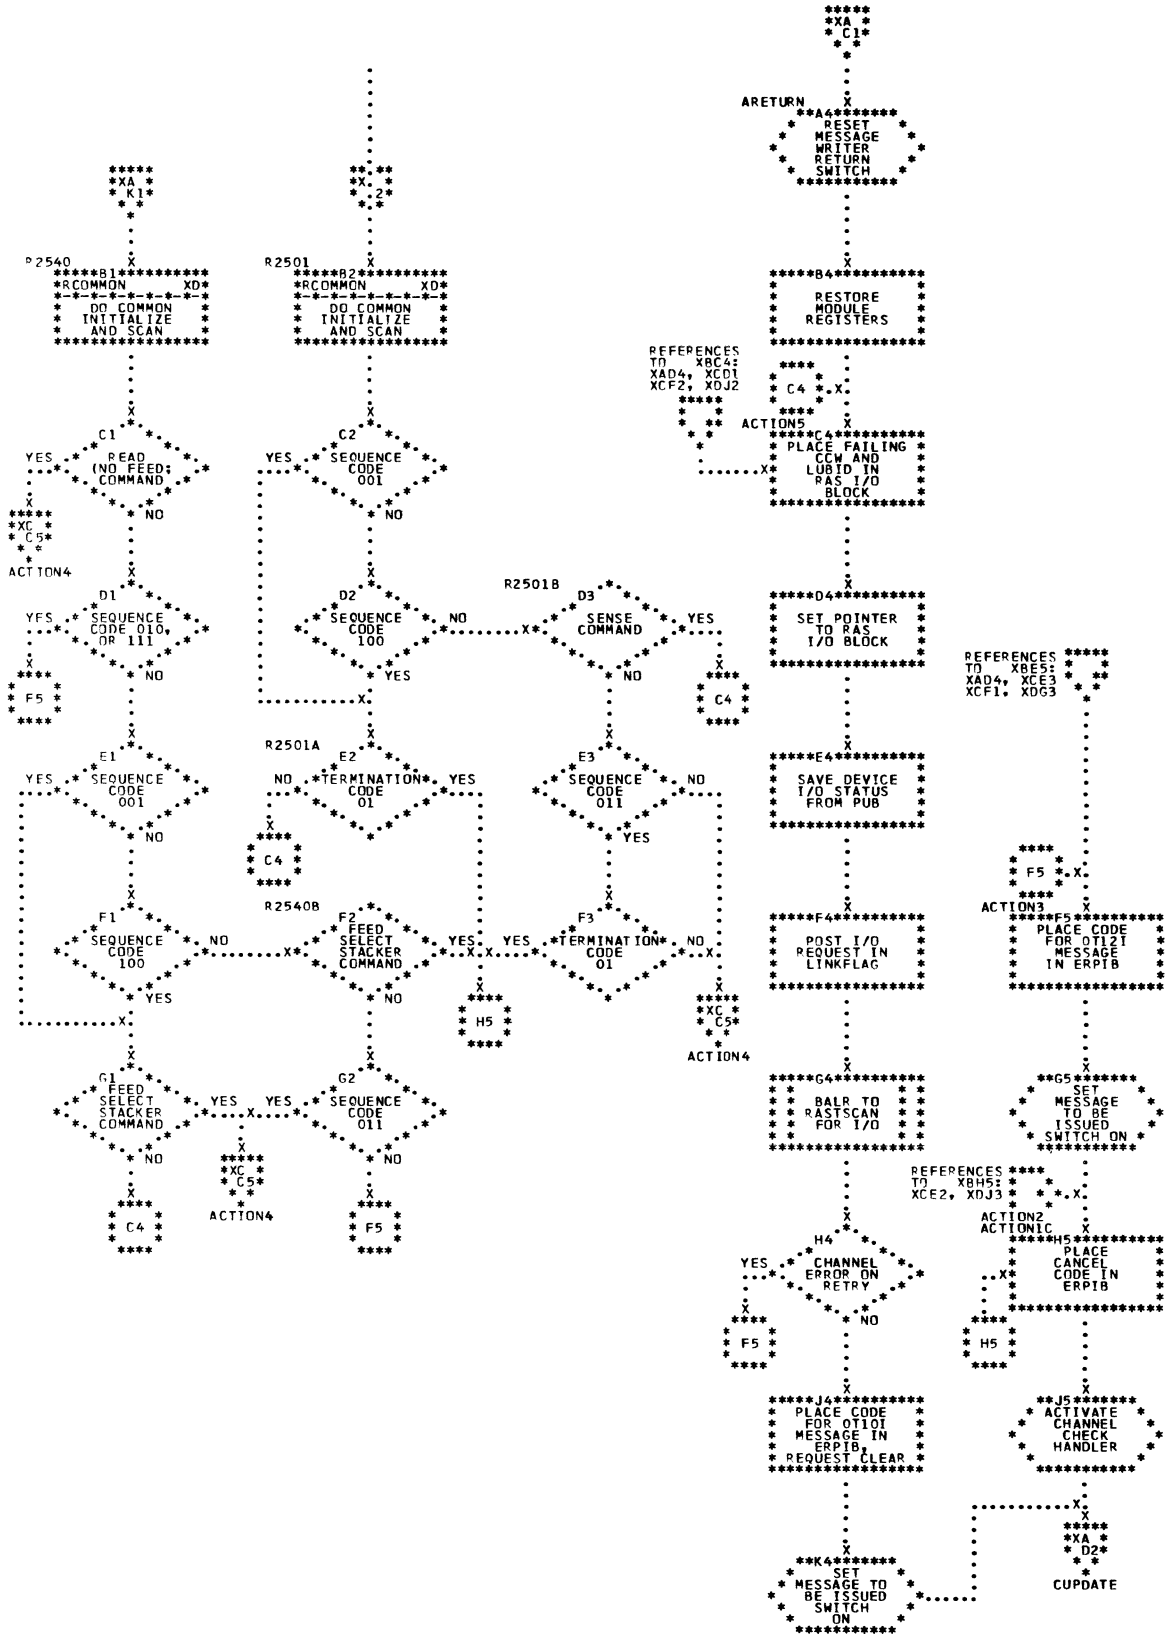 XA
C1
ARETURN
A4
RESET
MESSAGE
WRITER
RETURN
SWITCH
XA
K1
X
2
R2540
B1
RCOMMON XD
DO COMMON
INITIALIZE
AND SCAN
R2501
B2
RCOMMON XD
DO COMMON
INITIALIZE
AND SCAN
B4
RESTORE
MODULE
REGISTERS
REFERENCES
TO XBC4:
XAD4, XCD1
XCF2, XDJ2
C4
ACTION5
C4
PLACE FAILING
CCW AND
LUBID IN
RAS I/O
BLOCK
C1
YES
READ
(NO FEED;
COMMAND
NO
XC
C5
ACTION4
C2
YES
SEQUENCE
CODE
001
NO
D1
YES
SEQUENCE
CODE 010,
OR 111
NO
F5
D2
SEQUENCE
CODE
100
NO
YES
R2501B
D3
SENSE
COMMAND
YES
NO
C4
D4
SET POINTER
TO RAS
I/O BLOCK
REFERENCES
TO XBE5:
XAD4, XCE3
XCF1, XDG3
E1
YES
SEQUENCE
CODE
001
NO
R2501A
E2
NO
TERMINATION
CODE
01
YES
C4
E3
SEQUENCE
CODE
011
NO
YES
E4
SAVE DEVICE
I/O STATUS
FROM PUB
F5
ACTION3
F5
PLACE CODE
FOR 0T12I
MESSAGE
IN ERPIB
F1
SEQUENCE
CODE
100
NO
YES
R2540B
F2
FEED
SELECT
STACKER
COMMAND
YES
NO
H5
F3
YES
TERMINATION
CODE
01
NO
XC
C5
ACTION4
F4
POST I/O
REQUEST IN
LINKFLAG
G1
FEED
SELECT
STACKER
COMMAND
YES
NO
C4
XC
C5
ACTION4
G2
YES
SEQUENCE
CODE
011
NO
F5
G4
BALR TO
RASTSCAN
FOR I/O
G5
SET
MESSAGE
TO BE
ISSUED
SWITCH ON
REFERENCES
TO XBH5:
XCE2, XDJ3
ACTION2
ACTION1C
H4
YES
CHANNEL
ERROR ON
RETRY
NO
F5
H5
PLACE
CANCEL
CODE IN
ERPIB
H5
J4
PLACE CODE
FOR 0T10I
MESSAGE IN
ERPIB,
REQUEST CLEAR
J5
ACTIVATE
CHANNEL
CHECK
HANDLER
XA
D2
CUPDATE
K4
SET
MESSAGE TO
BE ISSUED
SWITCH
ON